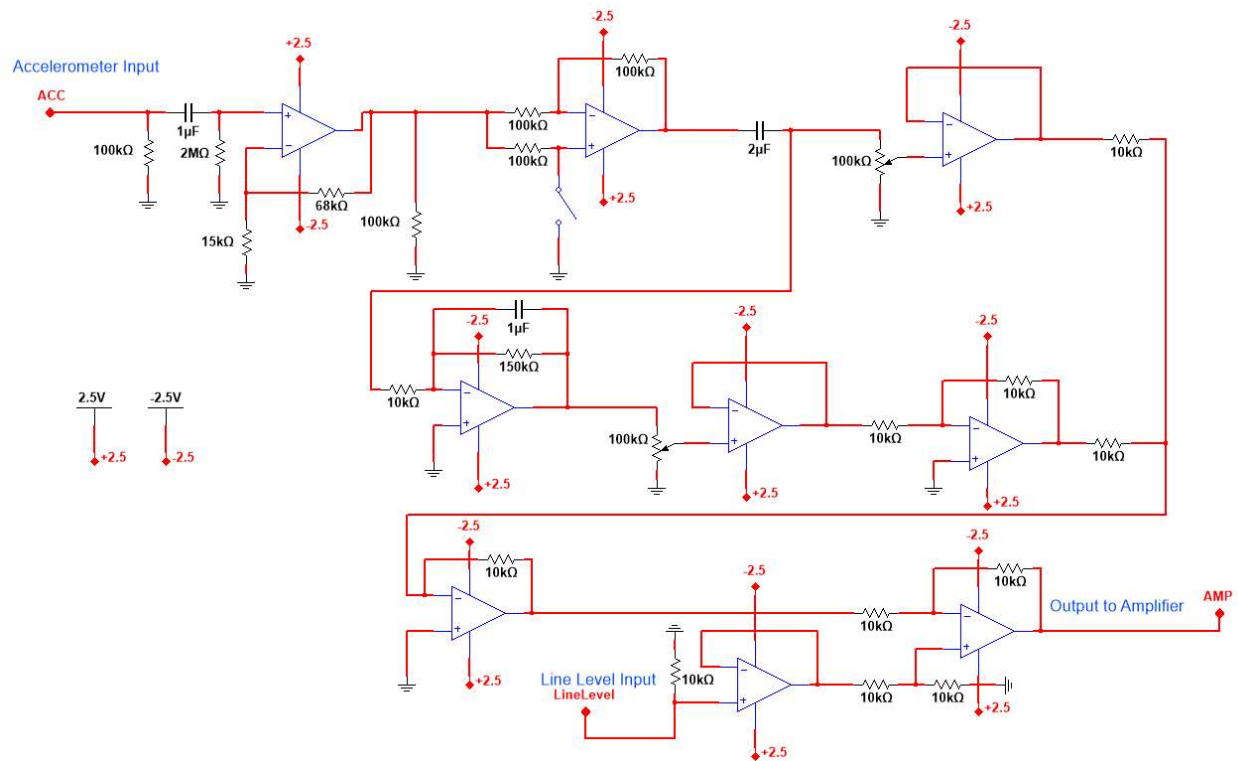 -2.5
+2.5
-2.5
Accelerometer Input
ACC
100kΩ
1µF
100kΩ
2MΩ
100kΩ
100kΩ
2µF
100kΩ
10kΩ
68kΩ
-2.5
100kΩ
+2.5
+2.5
15kΩ
1µF
-2.5
-2.5
-2.5
150kΩ
10kΩ
10kΩ
2.5V
-2.5V
100kΩ
10kΩ
10kΩ
+2.5
-2.5
+2.5
+2.5
+2.5
-2.5
-2.5
10kΩ
-2.5
10kΩ
Output to Amplifier
AMP
10kΩ
+2.5
Line Level Input
10kΩ
LineLevel
10kΩ
10kΩ
-2.5
+2.5